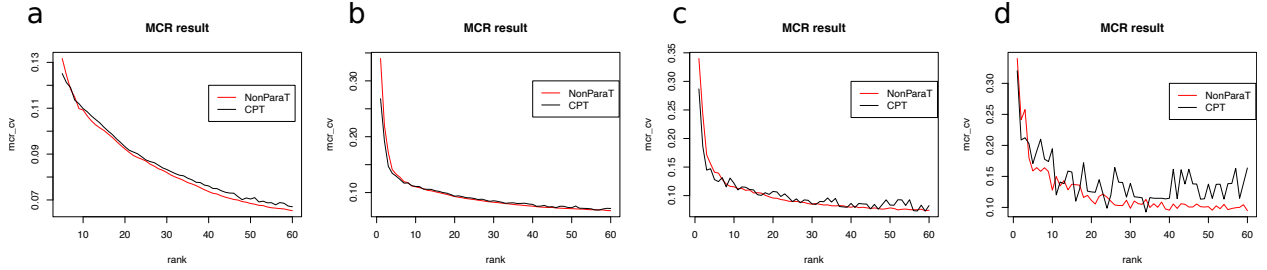 a
MCR result
mcr_cv
0.13
0.11
0.09
0.07
NonParaT
CPT
10 20 30 40 50 60
rank
b
MCR result
mcr_cv
0.30
0.20
0.10
NonParaT
CPT
0 10 20 30 40 50 60
rank
c
MCR result
mcr_cv
0.35
0.30
0.25
0.20
0.15
0.10
NonParaT
CPT
0 10 20 30 40 50 60
rank
d
MCR result
mcr_cv
0.30
0.25
0.20
0.15
0.10
NonParaT
CPT
0 10 20 30 40 50 60
rank